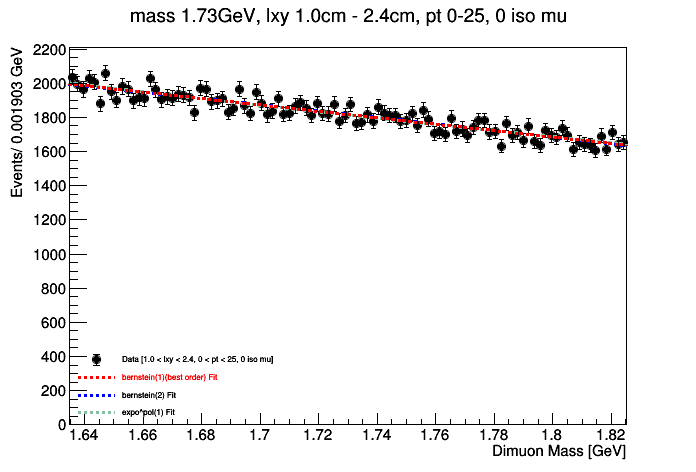 mass 1.73GeV, lxy 1.0cm - 2.4cm, pt 0-25, 0 iso mu
Events/ 0.001903 GeV
2200
2000
1800
1600
1400
1200
1000
800
600
400
200
0
Data [1.0 < lxy < 2.4, 0 < pt < 25, 0 iso mu]
bernstein(1)(best order) Fit
bernstein(2) Fit
expo^pol(1) Fit
1.64 1.66 1.68 1.7 1.72 1.74 1.76 1.78 1.8 1.82
Dimuon Mass [GeV]